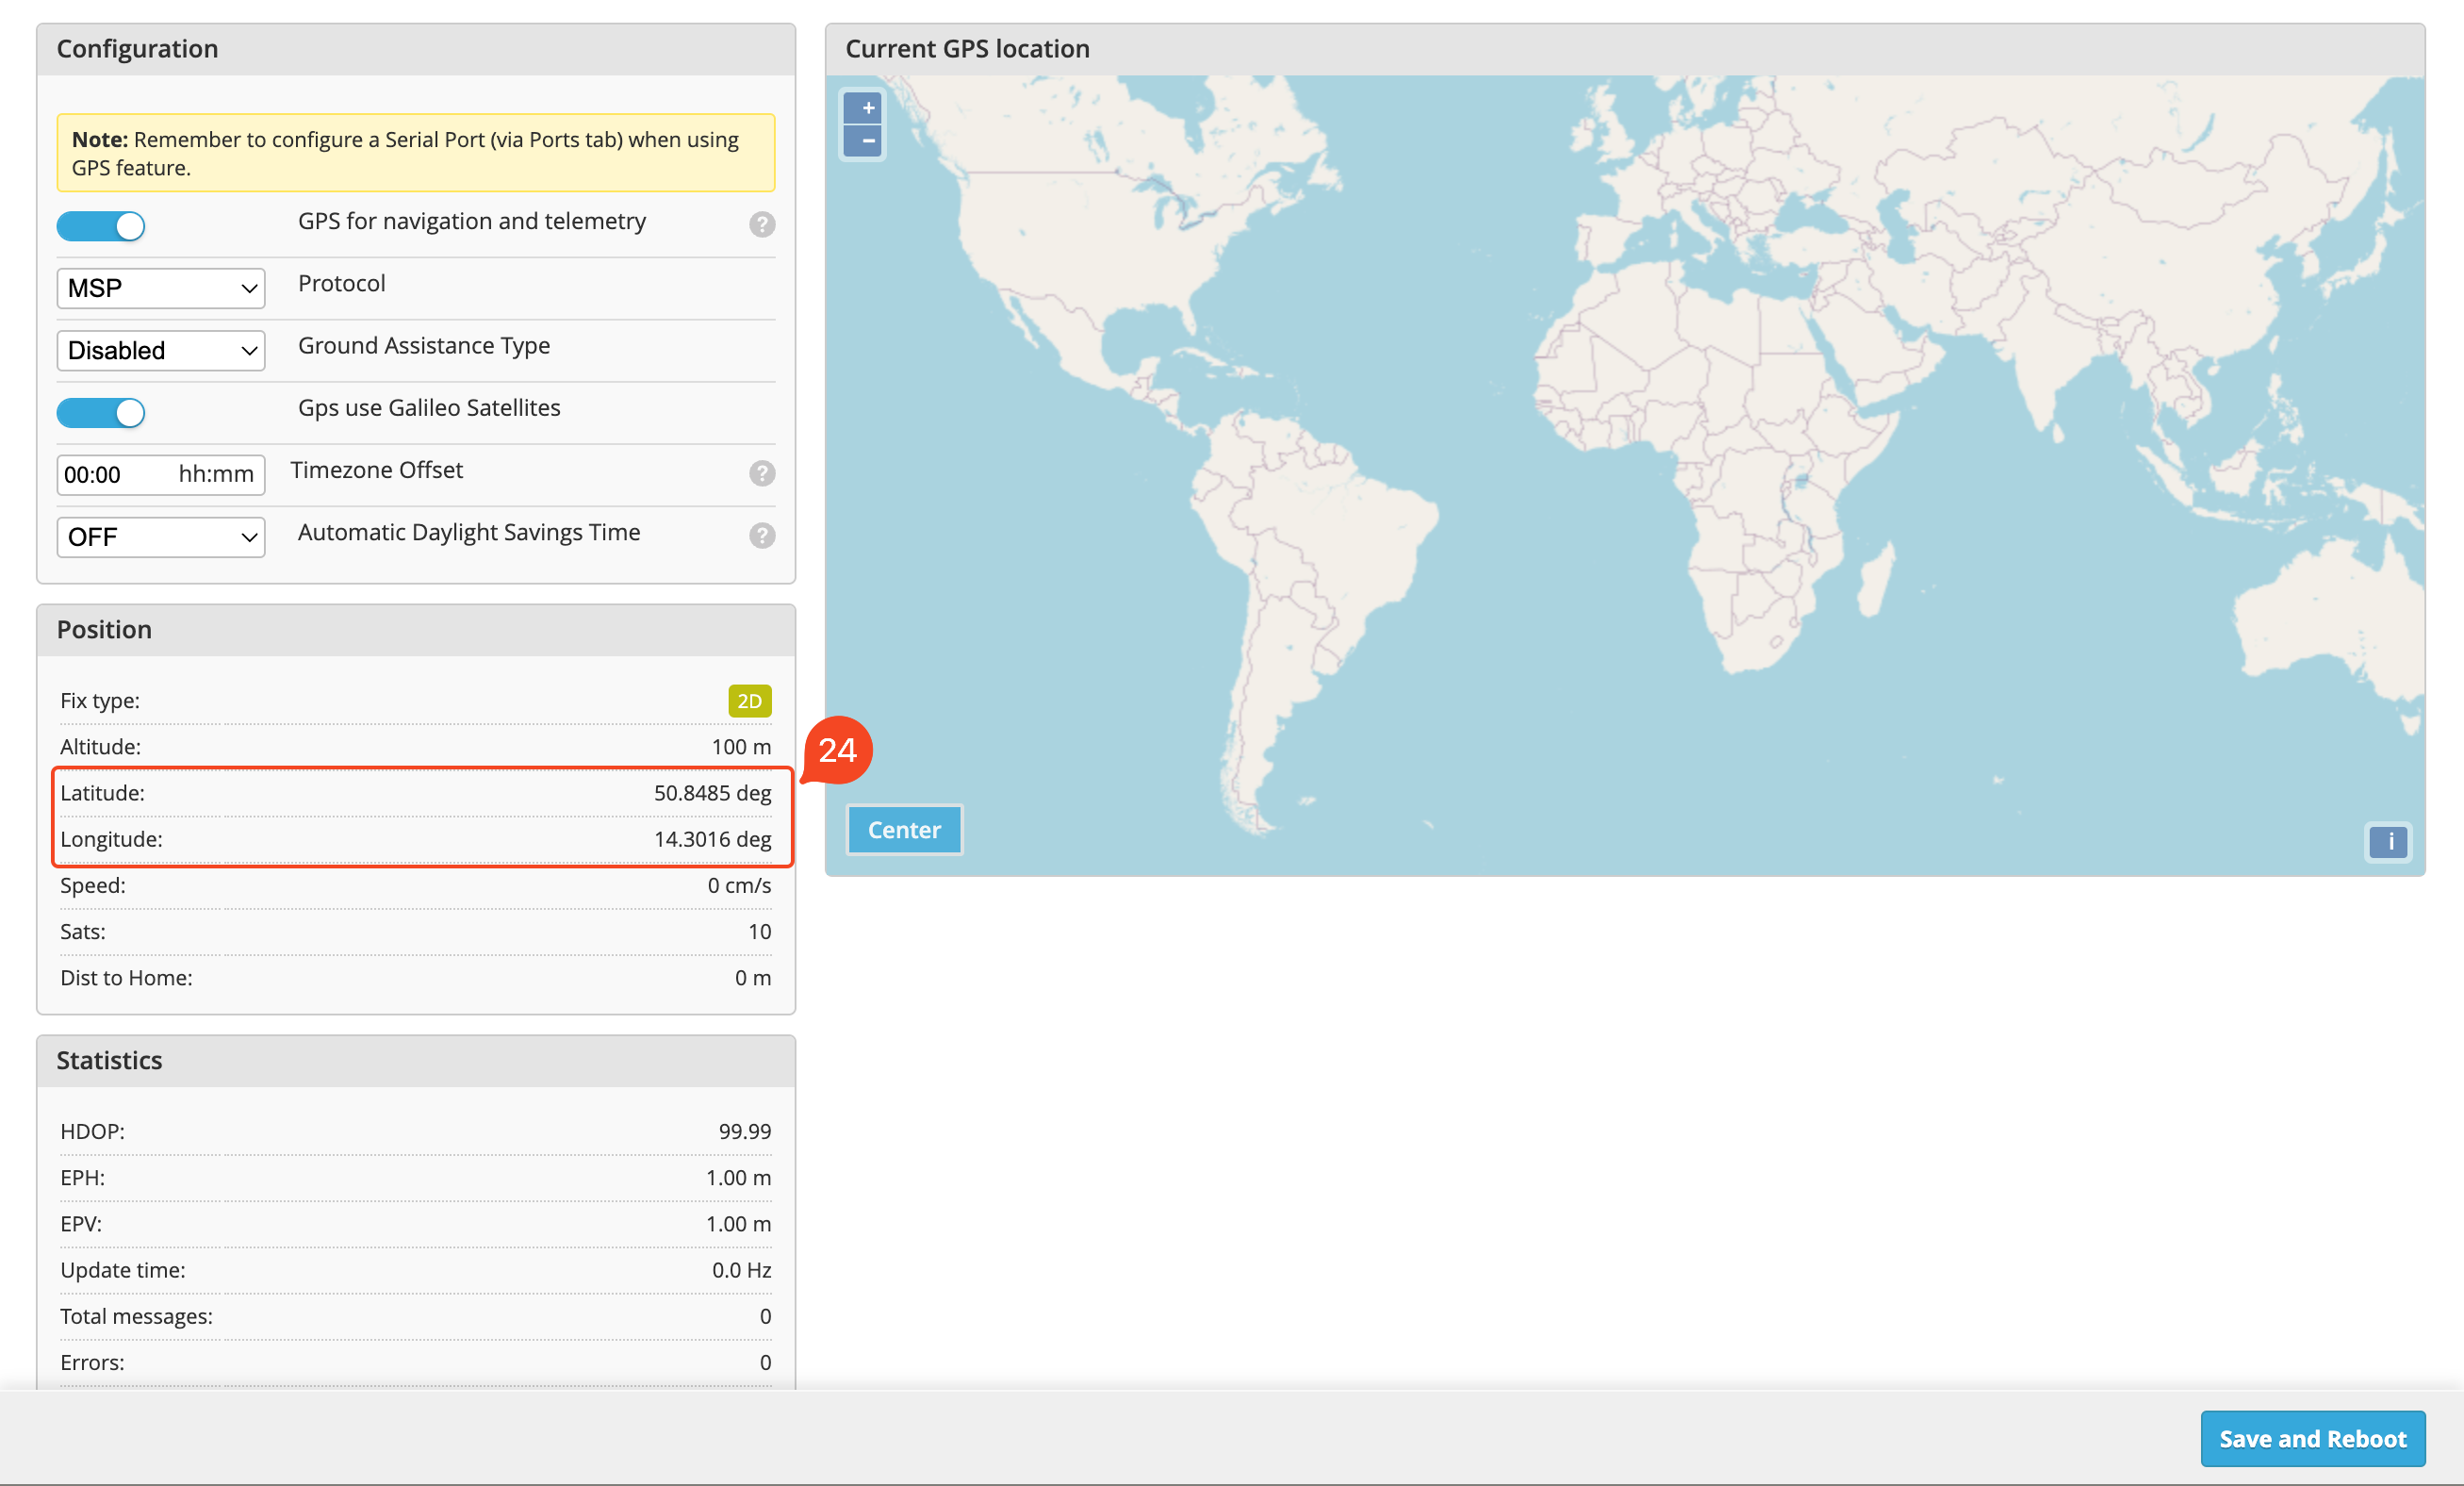 Configuration
Note: Remember to configure a Serial Port (via Ports tab) when using
GPS feature.
GPS for navigation and telemetry ?
MSP Protocol
Disabled Ground Assistance Type
Gps use Galileo Satellites
00:00 hh:mm Timezone Offset ?
OFF Automatic Daylight Savings Time ?
Position
Fix type: 2D
Altitude: 100 m
Latitude: 50.8485 deg
Longitude: 14.3016 deg
24
Speed: 0 cm/s
Sats: 10
Dist to Home: 0 m
Statistics
HDOP: 99.99
EPH: 1.00 m
EPV: 1.00 m
Update time: 0.0 Hz
Total messages: 0
Errors: 0
Current GPS location
+
−
Center
i
Save and Reboot